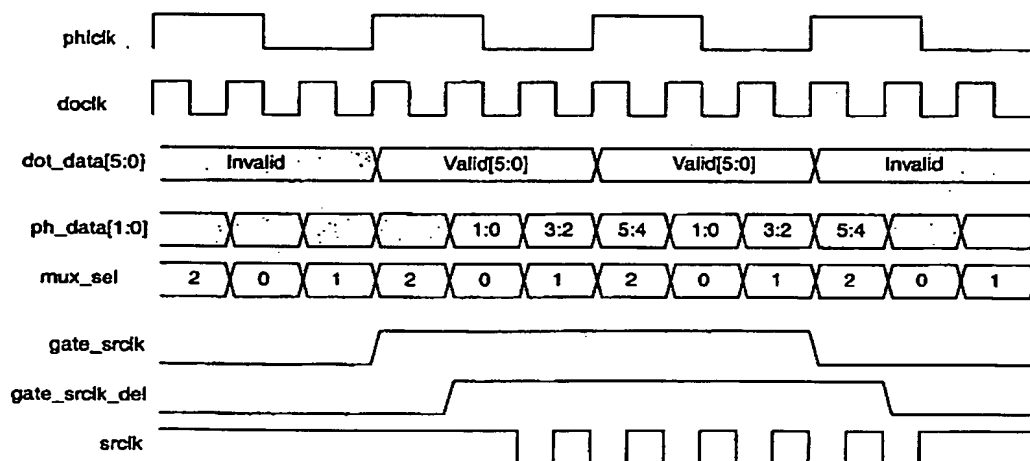 phiclk
doclk
dot_data[5:0] Invalid Valid[5:0] Valid[5:0] Invalid
ph_data[1:0] 1:0 3:2 5:4 1:0 3:2 5:4
mux_sel 2 0 1 2 0 1 2 0 1 2 0 1
gate_srclk
gate_srclk_del
srclk